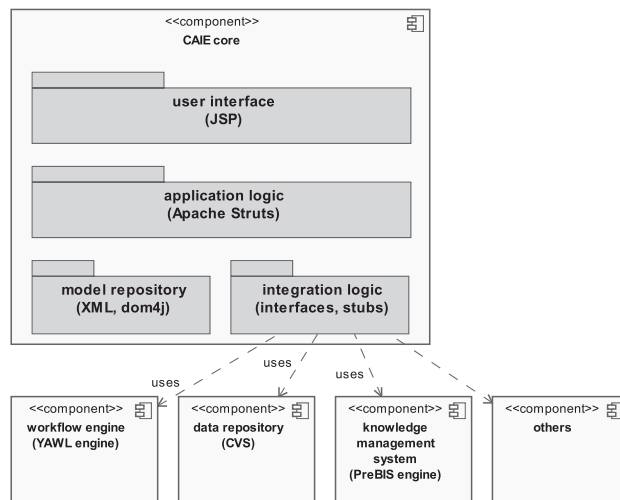 <<component>>
CAIE core
user interface
(JSP)
application logic
(Apache Struts)
model repository
(XML, dom4j)
integration logic
(interfaces, stubs)
uses
uses
uses
<<component>>
workflow engine
(YAWL engine)
<<component>>
data repository
(CVS)
<<component>>
knowledge
management
system
(PreBIS engine)
<<component>>
others